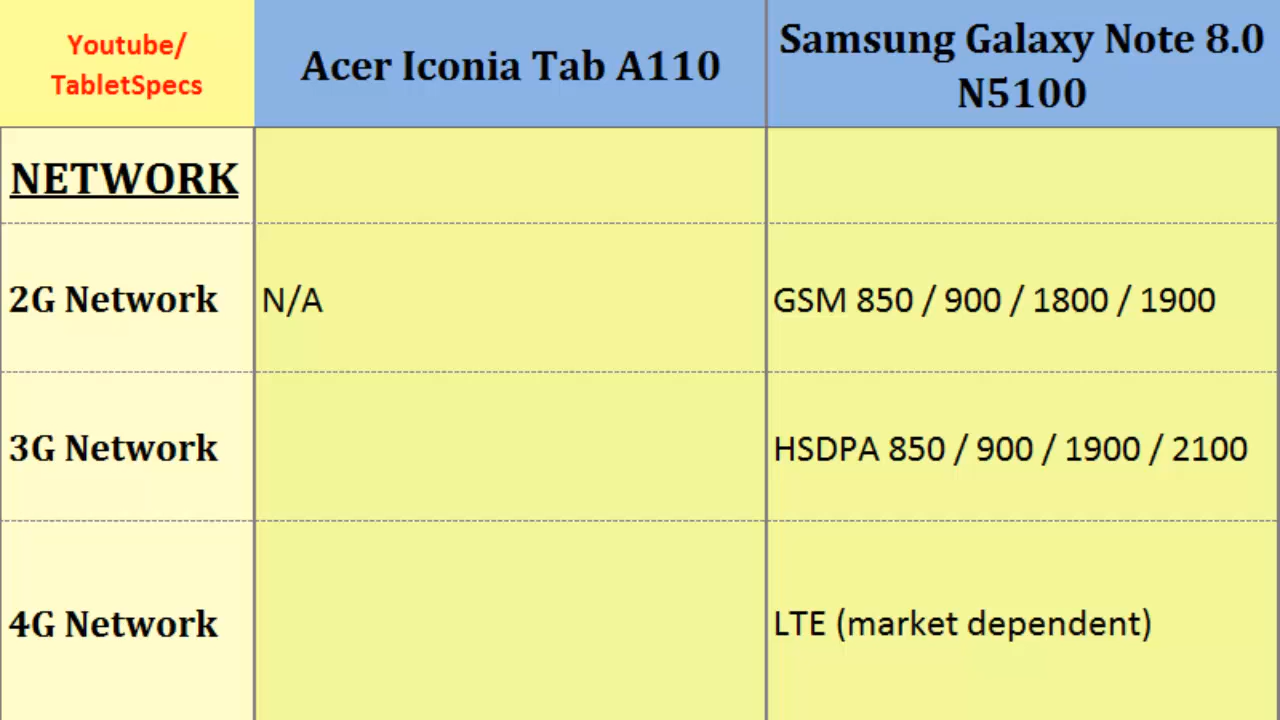 Youtube/
TabletSpecs
Acer Iconia Tab A110
Samsung Galaxy Note 8.0
N5100
NETWORK
2G Network
N/A
GSM 850 / 900 / 1800 / 1900
3G Network
HSDPA 850 / 900 / 1900 / 2100
4G Network
LTE (market dependent)